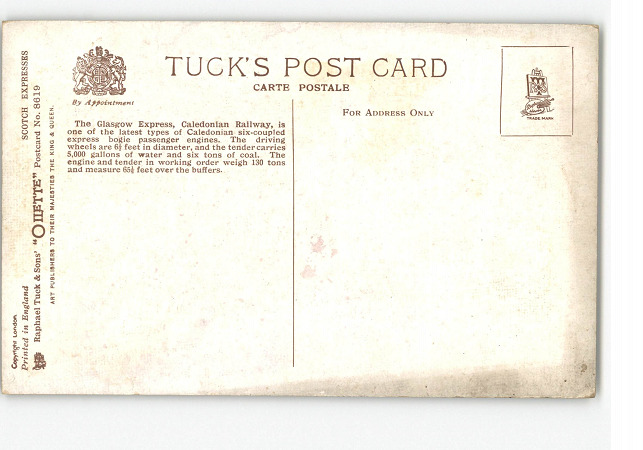 TUCK'S POST CARD
CARTE POSTALE
By Appointment
FOR ADDRESS ONLY
The Glasgow Express, Caledonian Railway, is
one of the latest types of Caledonian six-coupled
express bogie passenger engines. The driving
wheels are 6½ feet in diameter, and the tender carries
5,000 gallons of water and six tons of coal. The
engine and tender in working order weigh 130 tons
and measure 65½ feet over the buffers.
TRADE MARK
Copyright London.
Printed in England
SCOTCH EXPRESSES
Raphael Tuck & Sons' "OILETTE" Postcard No. 8619
ART PUBLISHERS TO THEIR MAJESTIES THE KING & QUEEN.